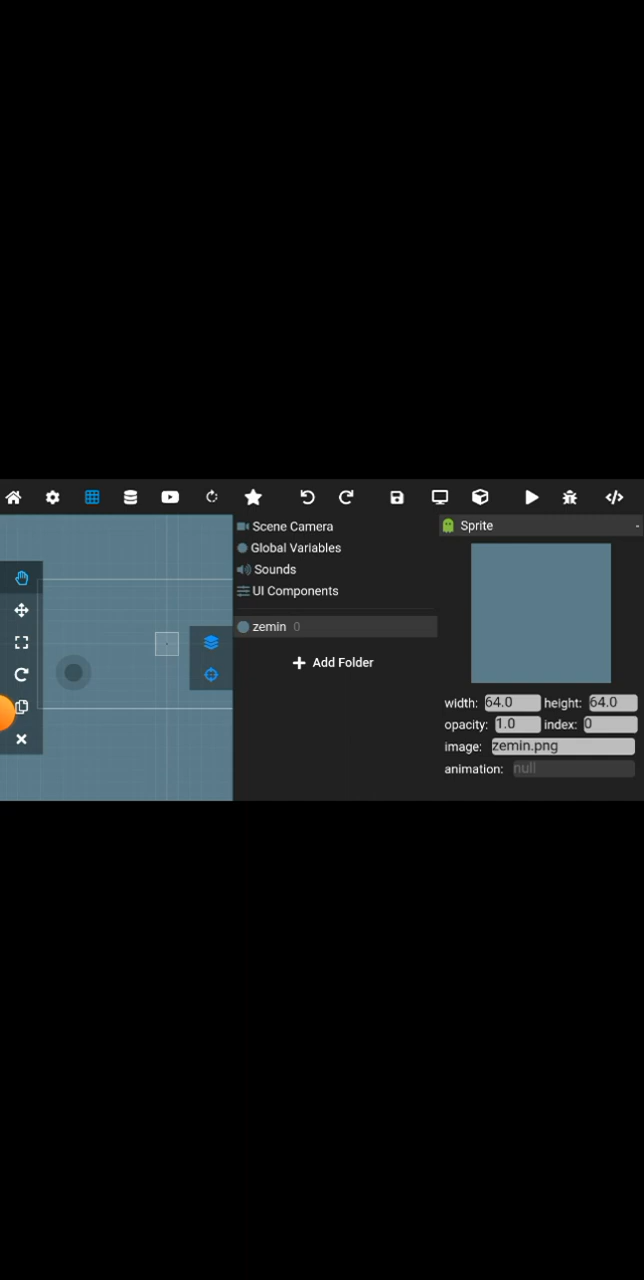 Scene Camera
Global Variables
Sounds
UI Components
zemin 0
Add Folder
Sprite -
width: 64.0 height: 64.0
opacity: 1.0 index: 0
image: zemin.png
animation: null